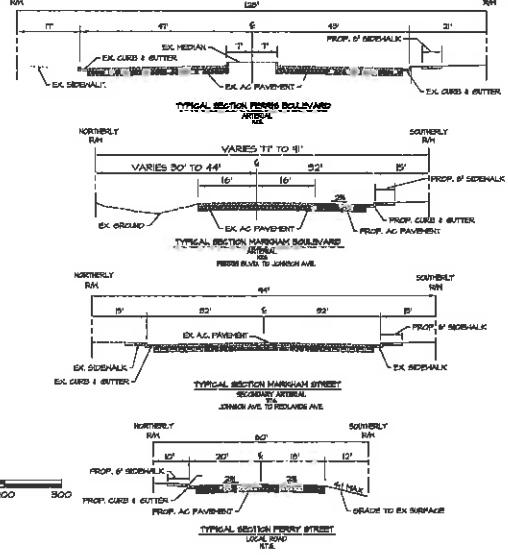 R/W 128' R/W
17' 47' ₵ 43' 21'
EX. MEDIAN 7' 7' PROP. 6' SIDEWALK
EX. CURB & GUTTER
EX. SIDEWALK EX. AC PAVEMENT EX. CURB & GUTTER
TYPICAL SECTION PERRIS BOULEVARD
ARTERIAL
N.T.S.
NORTHERLY SOUTHERLY
R/W R/W
VARIES 77' TO 91'
VARIES 30' TO 44' ₵ 32' 15'
16' 16' PROP. 6' SIDEWALK
2%
EX. GROUND EX. AC PAVEMENT PROP. CURB & GUTTER
PROP. AC PAVEMENT
TYPICAL SECTION MARKHAM BOULEVARD
ARTERIAL
N.T.S.
PERRIS BLVD. TO JOHNSON AVE.
NORTHERLY SOUTHERLY
R/W R/W
94'
15' 32' ₵ 32' 15'
EX. A.C. PAVEMENT PROP. 6' SIDEWALK
EX. SIDEWALK EX. SIDEWALK
EX. CURB & GUTTER
TYPICAL SECTION MARKHAM STREET
SECONDARY ARTERIAL
N.T.S.
JOHNSON AVE. TO REDLANDS AVE.
NORTHERLY SOUTHERLY
R/W R/W
60'
10' 20' ₵ 18' 12'
PROP. 6' SIDEWALK
2% 2% 4:1 MAX
PROP. CURB & GUTTER
PROP. AC PAVEMENT GRADE TO EX SURFACE
200 300
TYPICAL SECTION PERRY STREET
LOCAL ROAD
N.T.S.